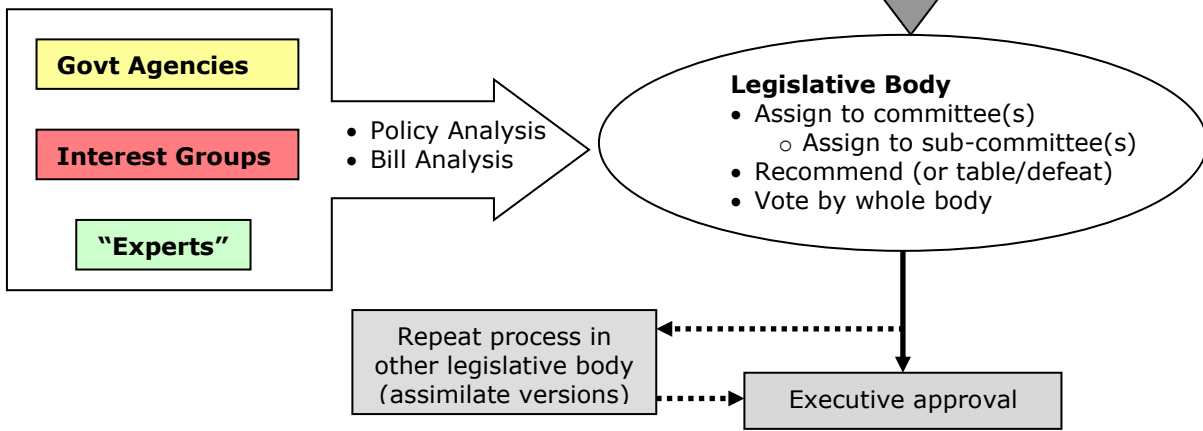 Govt Agencies
Interest Groups
“Experts”
• Policy Analysis
• Bill Analysis
Legislative Body
• Assign to committee(s)
o Assign to sub-committee(s)
• Recommend (or table/defeat)
• Vote by whole body
Repeat process in
other legislative body
(assimilate versions)
Executive approval